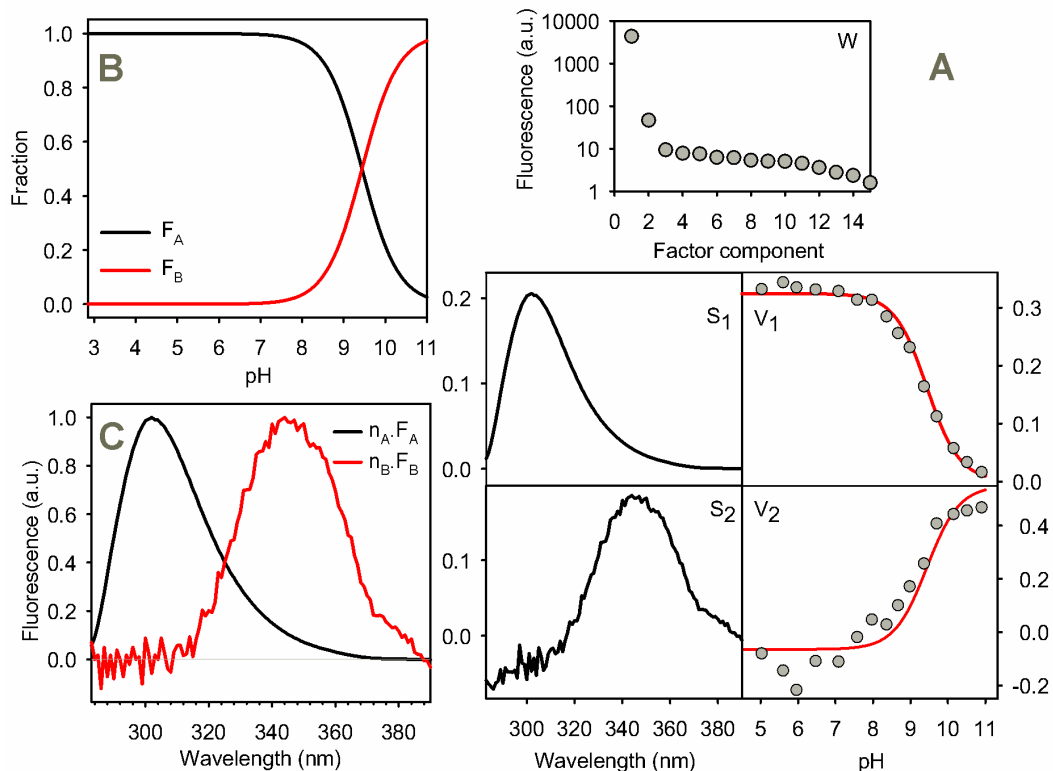 B
1.0
0.8
0.6
0.4
0.2
0.0
Fraction
F_A
F_B
3 4 5 6 7 8 9 10 11
pH
A
W
10000
1000
100
10
1
Fluorescence (a.u.)
0 2 4 6 8 10 12 14
Factor component
C
1.0
0.8
0.6
0.4
0.2
0.0
Fluorescence (a.u.)
n_A.F_A
n_B.F_B
300 320 340 360 380
Wavelength (nm)
S1
0.2
0.1
0.0
V1
0.3
0.2
0.1
0.0
S2
0.1
0.0
300 320 340 360 380
Wavelength (nm)
V2
0.4
0.2
0.0
-0.2
5 6 7 8 9 10 11
pH